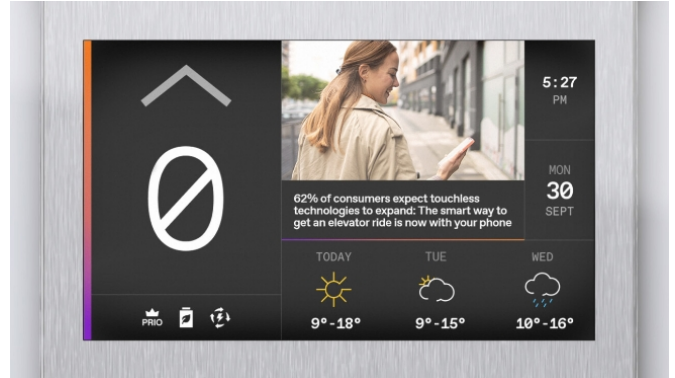 0
PRIO
62% of consumers expect touchless
technologies to expand: The smart way to
get an elevator ride is now with your phone
5:27
PM
MON
30
SEPT
TODAY
TUE
WED
9°-18°
9°-15°
10°-16°